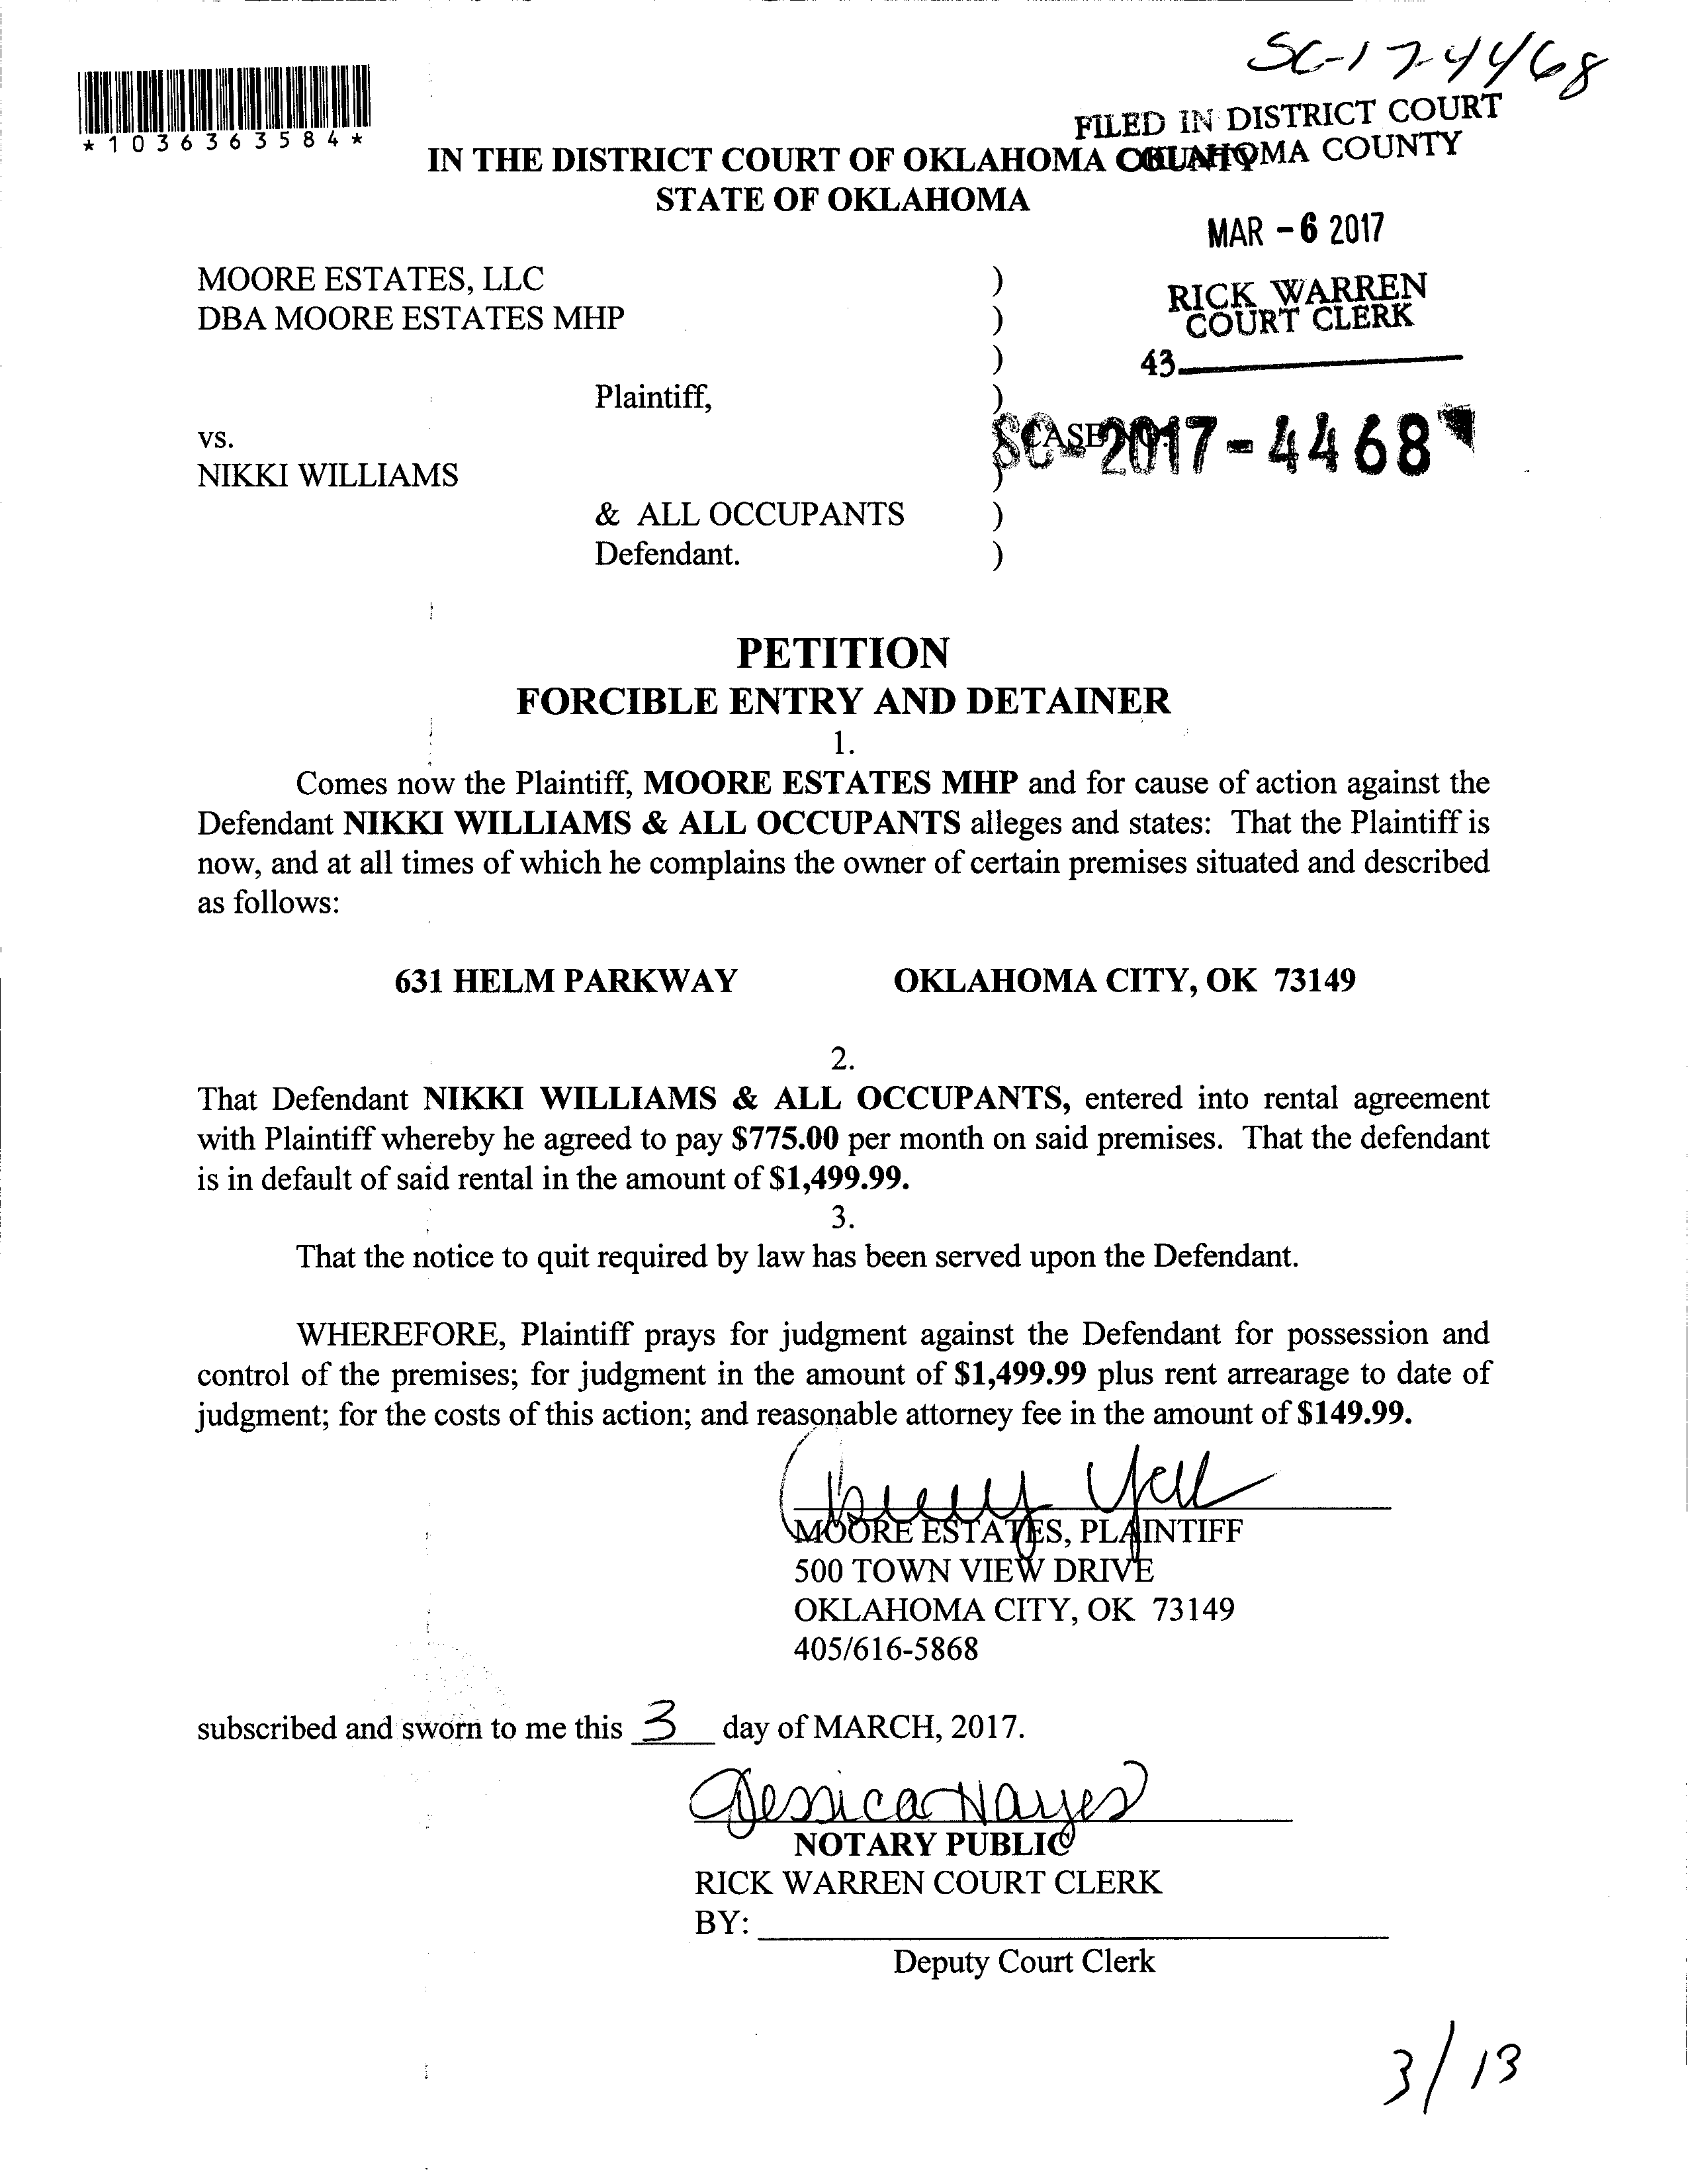 SC-17-4468
*1036363584*
FILED IN DISTRICT COURT
OKLAHOMA COUNTY
IN THE DISTRICT COURT OF OKLAHOMA COUNTY
STATE OF OKLAHOMA
MAR -6 2017
MOORE ESTATES, LLC )
DBA MOORE ESTATES MHP )
RICK WARREN
COURT CLERK
)
43
Plaintiff, )
vs. CASE NO.
SC-2017-4468
NIKKI WILLIAMS )
& ALL OCCUPANTS )
Defendant. )
PETITION
FORCIBLE ENTRY AND DETAINER
1.
Comes now the Plaintiff, MOORE ESTATES MHP and for cause of action against the
Defendant NIKKI WILLIAMS & ALL OCCUPANTS alleges and states: That the Plaintiff is
now, and at all times of which he complains the owner of certain premises situated and described
as follows:
631 HELM PARKWAY OKLAHOMA CITY, OK 73149
2.
That Defendant NIKKI WILLIAMS & ALL OCCUPANTS, entered into rental agreement
with Plaintiff whereby he agreed to pay $775.00 per month on said premises. That the defendant
is in default of said rental in the amount of $1,499.99.
3.
That the notice to quit required by law has been served upon the Defendant.
WHEREFORE, Plaintiff prays for judgment against the Defendant for possession and
control of the premises; for judgment in the amount of $1,499.99 plus rent arrearage to date of
judgment; for the costs of this action; and reasonable attorney fee in the amount of $149.99.
MOORE ESTATES, PLAINTIFF
500 TOWN VIEW DRIVE
OKLAHOMA CITY, OK 73149
405/616-5868
subscribed and sworn to me this 3 day of MARCH, 2017.
Jessica Hayes
NOTARY PUBLIC
RICK WARREN COURT CLERK
BY:
Deputy Court Clerk
3/13